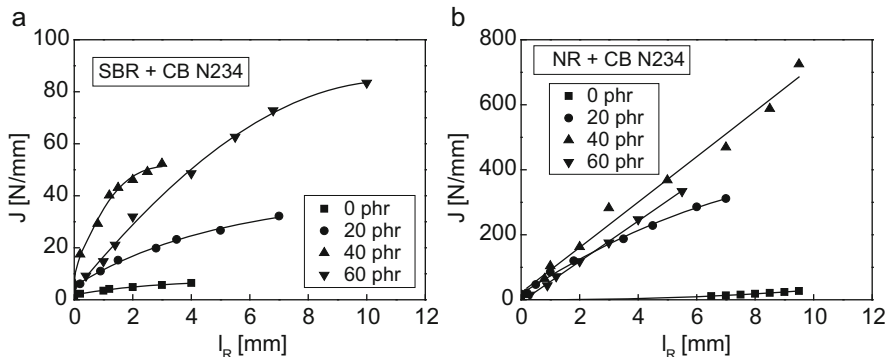 a
SBR + CB N234
J [N/mm]
100
80
60
40
20
0
0 phr
20 phr
40 phr
60 phr
0 2 4 6 8 10 12
l_R [mm]
b
NR + CB N234
J [N/mm]
800
600
400
200
0
0 phr
20 phr
40 phr
60 phr
0 2 4 6 8 10 12
l_R [mm]